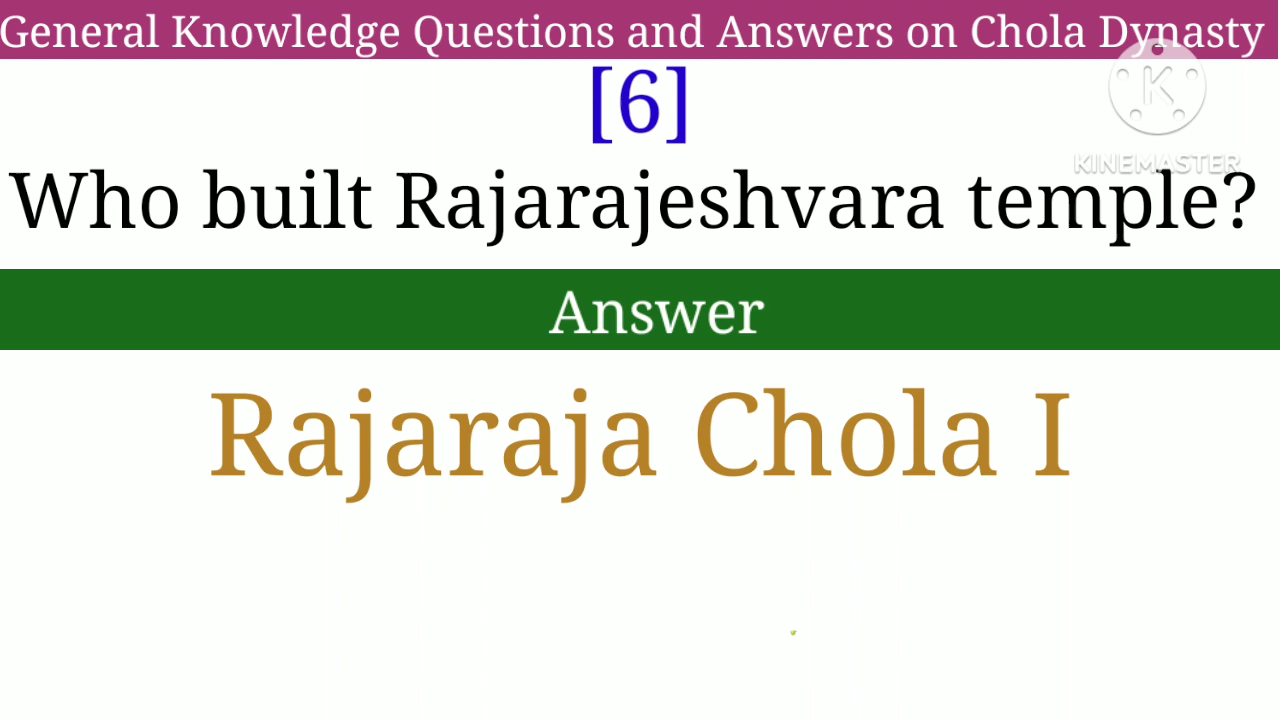 General Knowledge Questions and Answers on Chola Dynasty
[6]
K
KINEMASTER
Who built Rajarajeshvara temple?
Answer
Rajaraja Chola I